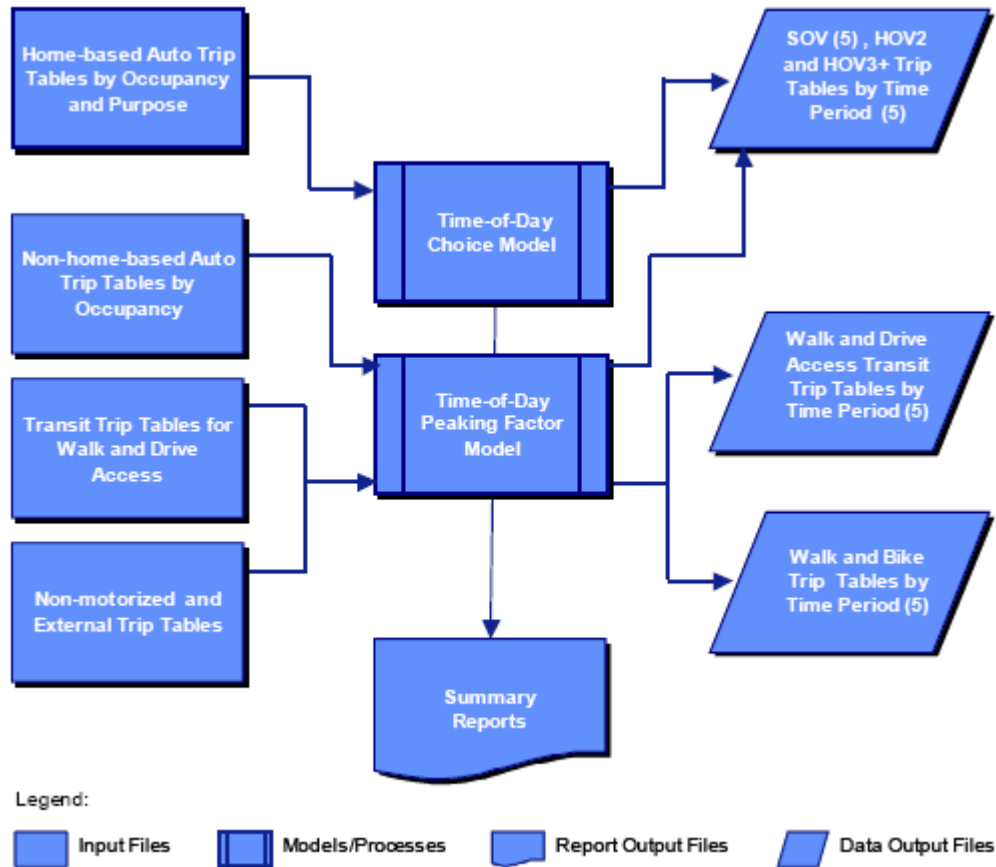 Home-based Auto Trip
Tables by Occupancy
and Purpose
SOV (5) , HOV2
and HOV3+ Trip
Tables by Time
Period (5)
Time-of-Day
Choice Model
Non-home-based Auto
Trip Tables by
Occupancy
Time-of-Day
Peaking Factor
Model
Walk and Drive
Access Transit
Trip Tables by
Time Period (5)
Transit Trip Tables for
Walk and Drive
Access
Non-motorized and
External Trip Tables
Walk and Bike
Trip Tables by
Time Period (5)
Summary
Reports
Legend:
Input Files
Models/Processes
Report Output Files
Data Output Files